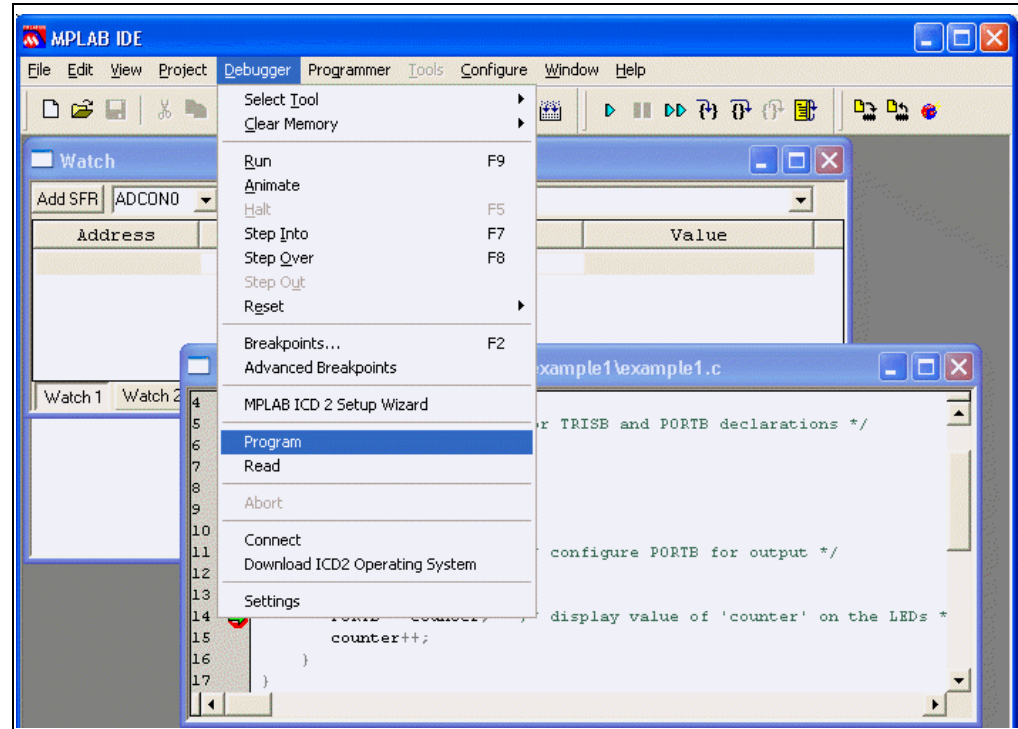 MPLAB IDE
File Edit View Project Debugger Programmer Tools Configure Window Help
Select Tool
Clear Memory
Run F9
Animate
Halt F5
Step Into F7
Step Over F8
Step Out
Reset
Breakpoints... F2
Advanced Breakpoints
MPLAB ICD 2 Setup Wizard
Program
Read
Abort
Connect
Download ICD2 Operating System
Settings
Watch
Add SFR ADCON0
Address Value
Watch 1 Watch 2
xample1\example1.c
4
5 r TRISB and PORTB declarations */
6
7
8
9
10
11 configure PORTB for output */
12
13
14 display value of 'counter' on the LEDs *
15 counter++;
16 }
17 }